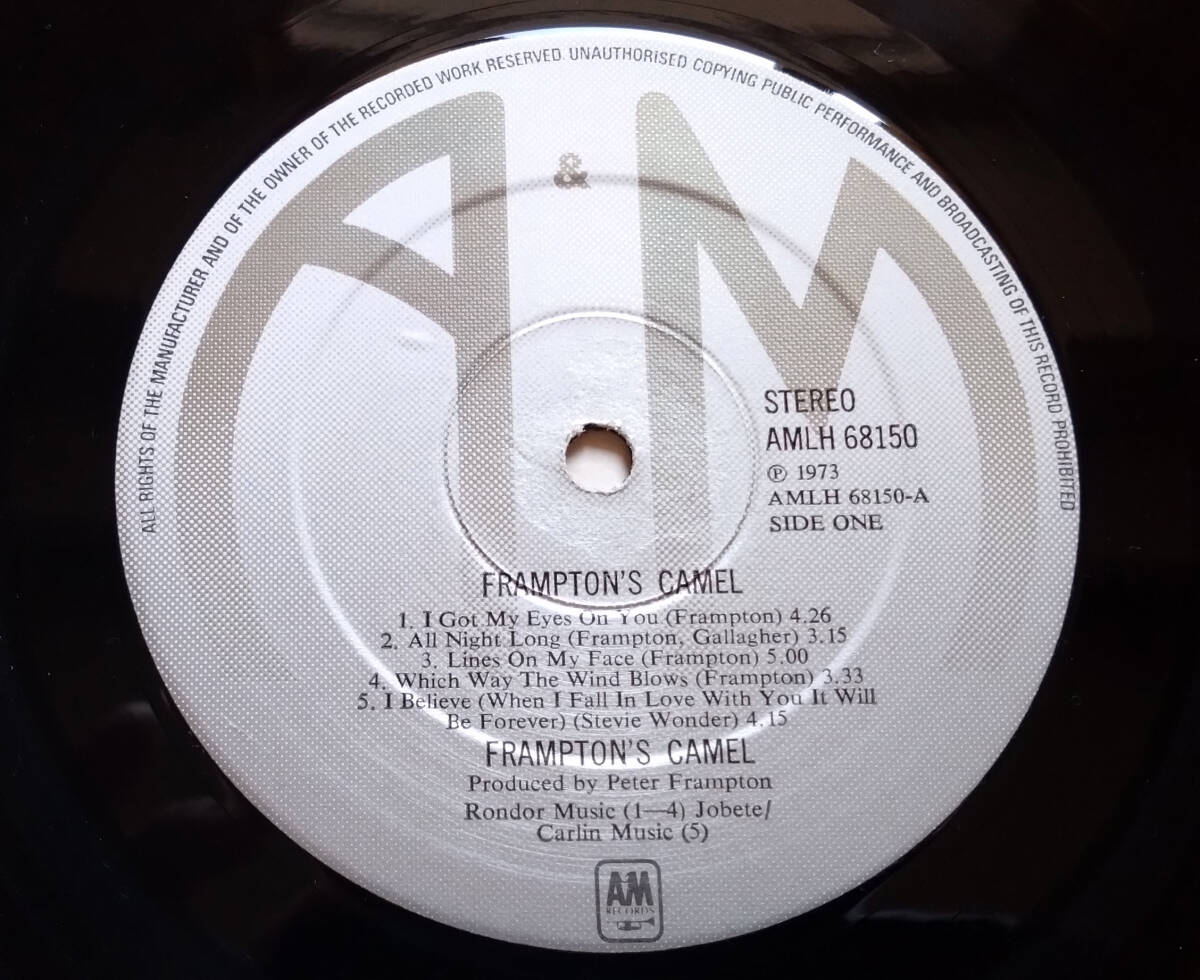 ALL RIGHTS OF THE MANUFACTURER AND OF THE OWNER OF THE RECORDED WORK RESERVED. UNAUTHORISED COPYING PUBLIC PERFORMANCE AND BROADCASTING OF THIS RECORD PROHIBITED
A & M
STEREO
AMLH 68150
℗ 1973
AMLH 68150-A
SIDE ONE
FRAMPTON'S CAMEL
1. I Got My Eyes On You (Frampton) 4.26
2. All Night Long (Frampton, Gallagher) 3.15
3. Lines On My Face (Frampton) 5.00
4. Which Way The Wind Blows (Frampton) 3.33
5. I Believe (When I Fall In Love With You It Will
Be Forever) (Stevie Wonder) 4.15
FRAMPTON'S CAMEL
Produced by Peter Frampton
Rondor Music (1—4) Jobete/
Carlin Music (5)
AM
RECORDS